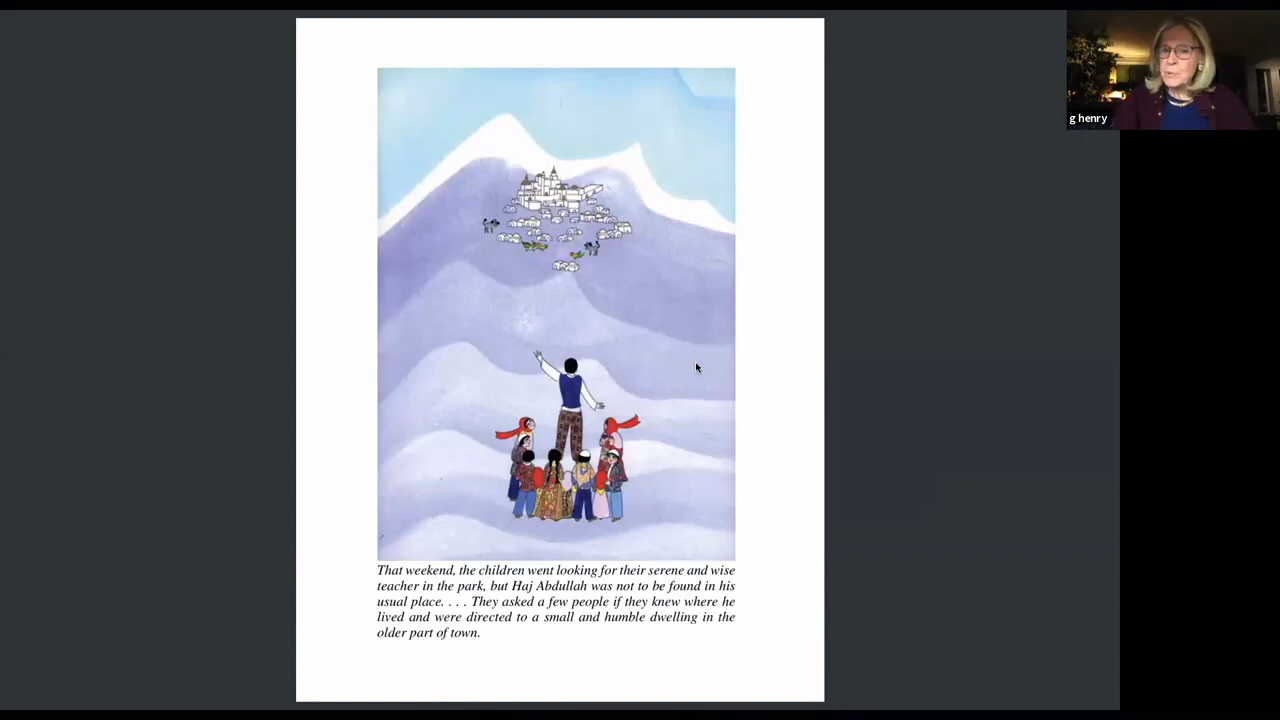 g henry
That weekend, the children went looking for their serene and wise
teacher in the park, but Haj Abdullah was not to be found in his
usual place. . . . They asked a few people if they knew where he
lived and were directed to a small and humble dwelling in the
older part of town.